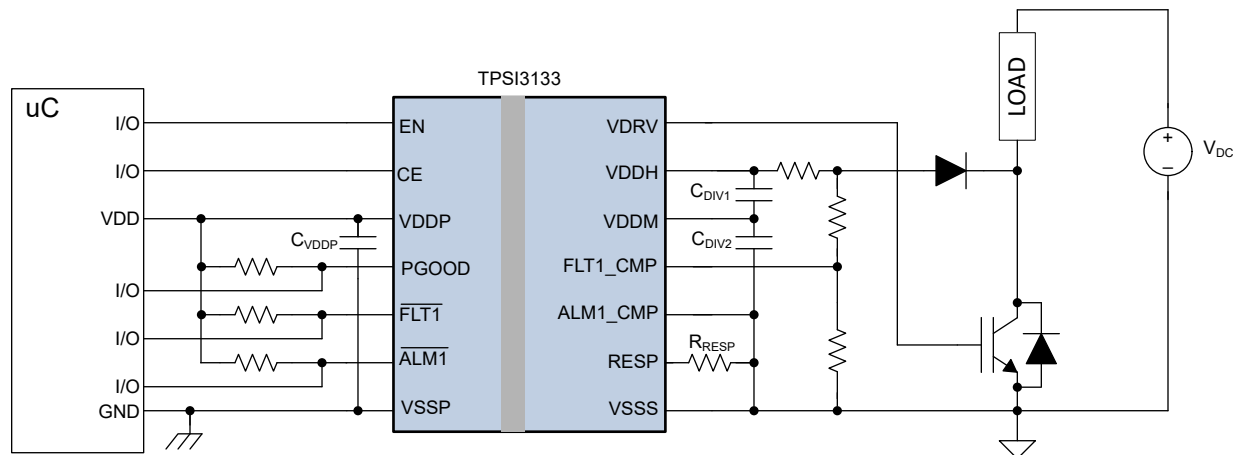 TPSI3133
uC
I/O
I/O
VDD
I/O
I/O
I/O
GND
C_VDDP
EN
CE
VDDP
PGOOD
FLT1
ALM1
VSSP
VDRV
VDDH
VDDM
FLT1_CMP
ALM1_CMP
RESP
VSSS
C_DIV1
C_DIV2
R_RESP
LOAD
V_DC
+
–